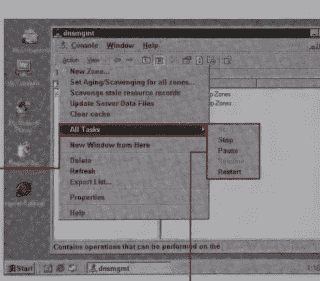 dnsmgmt
Console Window Help
Action View
New Zone...
Set Aging/Scavenging for all zones...
Scavenge stale resource records
Update Server Data Files
Clear cache
p Zones
p Zones
All Tasks
Stop
New Window from Here
Pause
Delete
Refresh
Restart
Export List...
Properties
Help
Contains operations that can be performed on the
Start
dnsmgmt